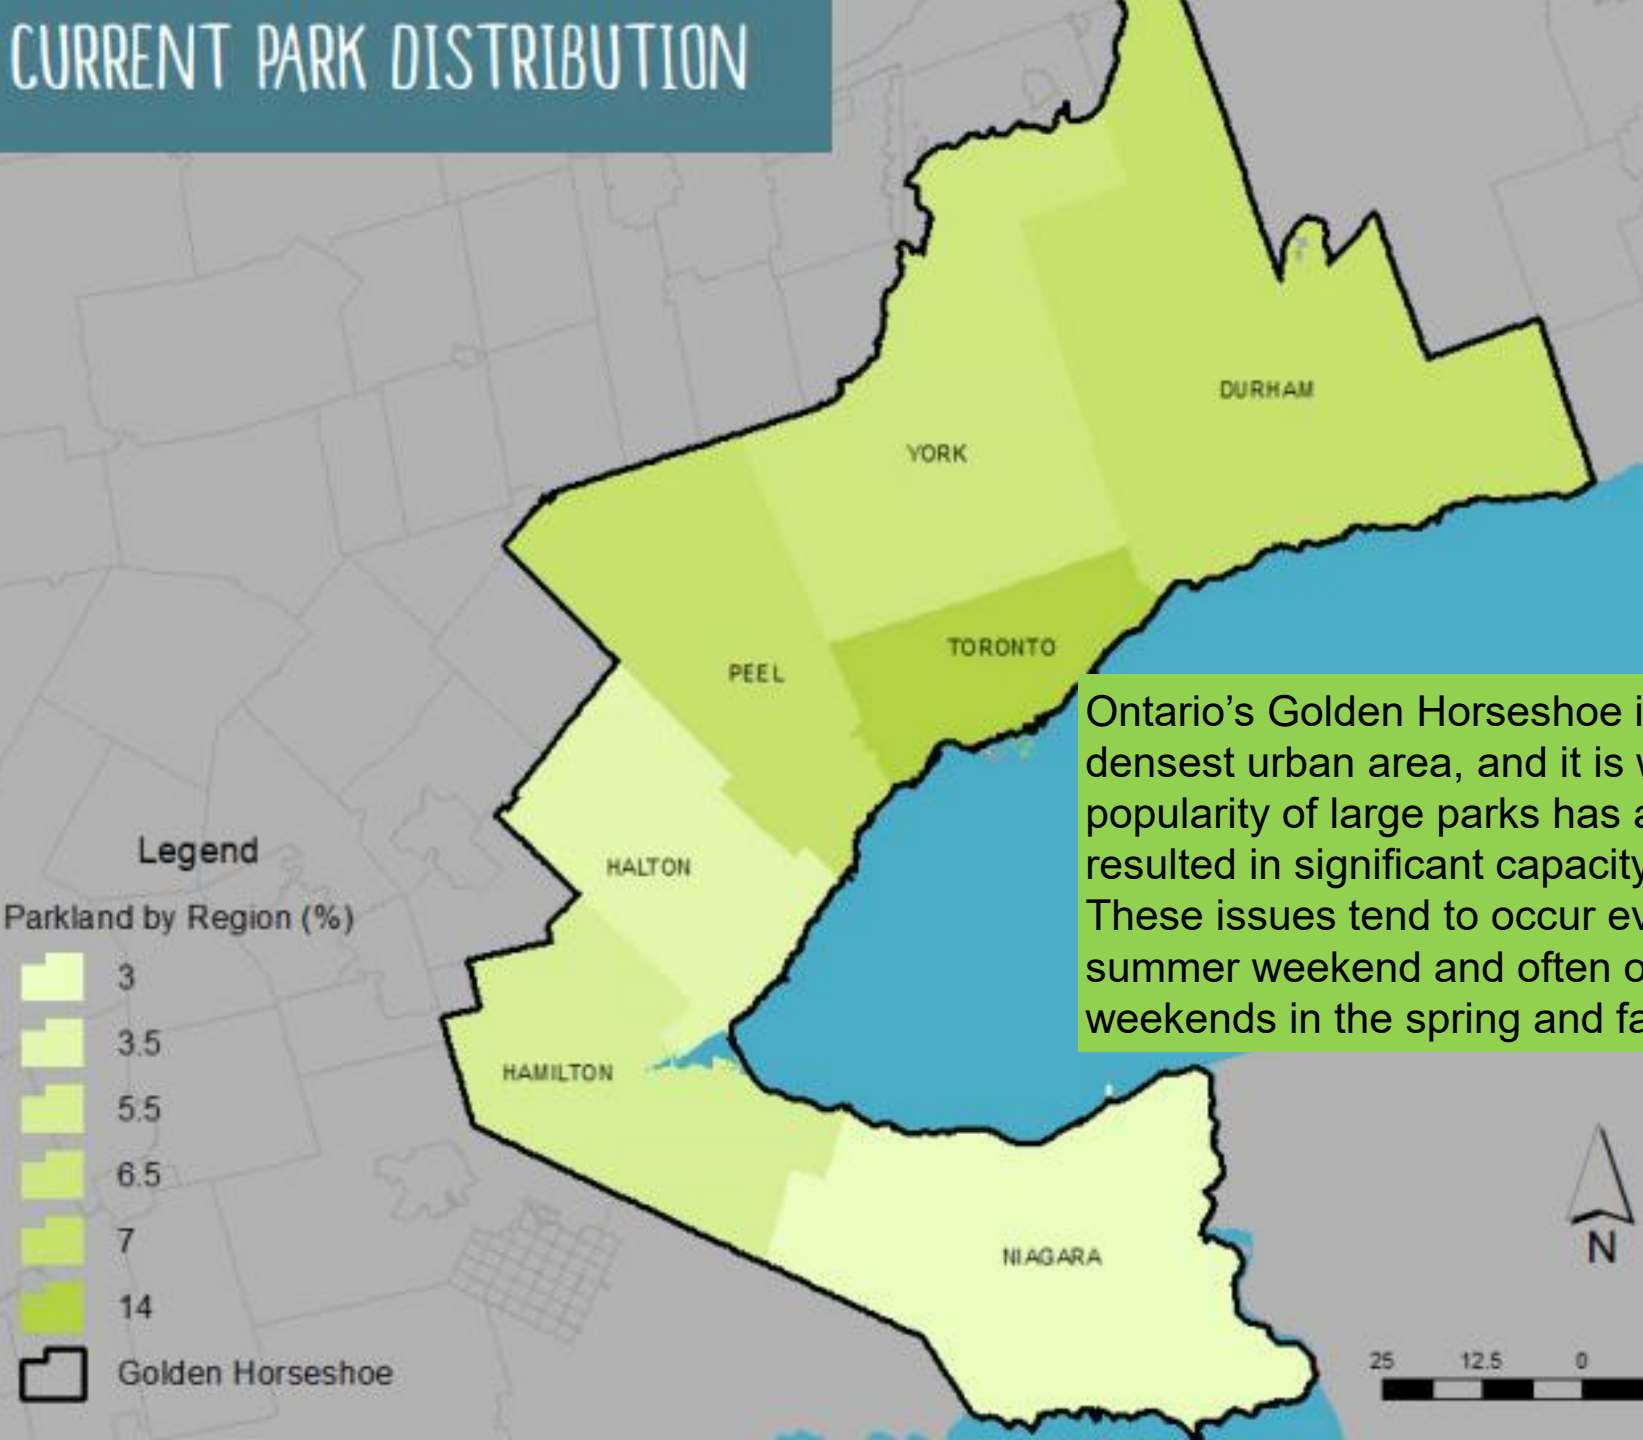 CURRENT PARK DISTRIBUTION
DURHAM
YORK
TORONTO
PEEL
Ontario’s Golden Horseshoe
densest urban area, and it is
popularity of large parks has
resulted in significant capacity
These issues tend to occur
summer weekend and often
weekends in the spring and
HALTON
HAMILTON
NIAGARA
Legend
Parkland by Region (%)
3
3.5
5.5
6.5
7
14
Golden Horseshoe
N
25 12.5 0